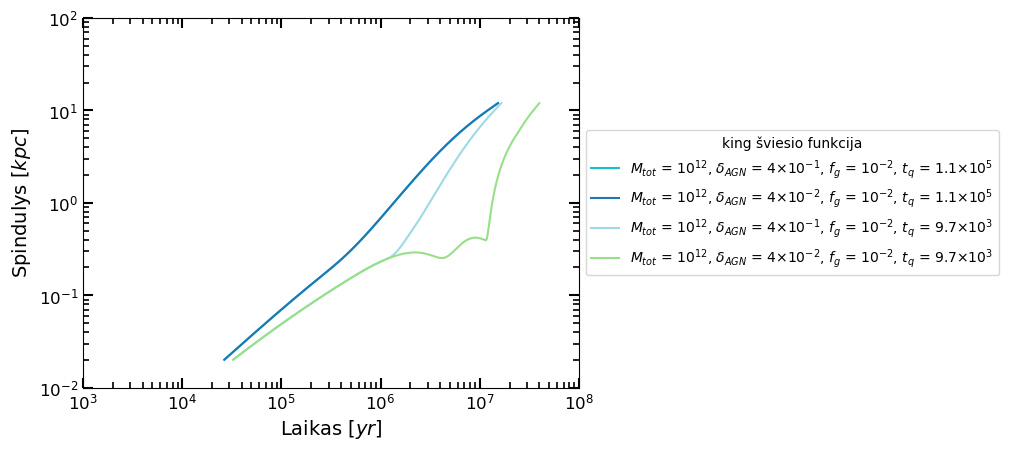 10²
10¹
10⁰
10⁻¹
10⁻²
10³ 10⁴ 10⁵ 10⁶ 10⁷ 10⁸
Spindulys [kpc]
Laikas [yr]
king šviesio funkcija
M_tot = 10¹², δ_AGN = 4×10⁻¹, f_g = 10⁻², t_q = 1.1×10⁵
M_tot = 10¹², δ_AGN = 4×10⁻², f_g = 10⁻², t_q = 1.1×10⁵
M_tot = 10¹², δ_AGN = 4×10⁻¹, f_g = 10⁻², t_q = 9.7×10³
M_tot = 10¹², δ_AGN = 4×10⁻², f_g = 10⁻², t_q = 9.7×10³